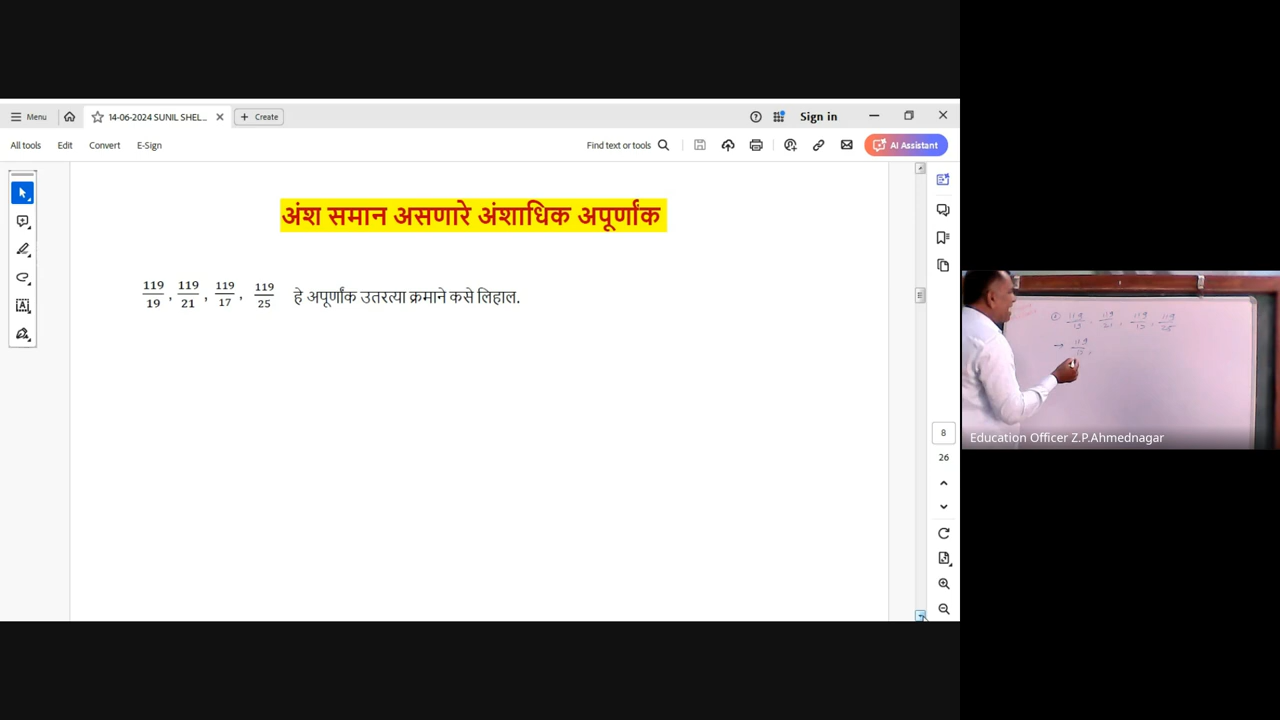 Menu
14-06-2024 SUNIL SHEL...
Create
Sign in
All tools
Edit
Convert
E-Sign
Find text or tools
AI Assistant
अंश समान असणारे अंशाधिक अपूर्णांक
119/19 , 119/21 , 119/17 , 119/25 हे अपूर्णांक उतरत्या क्रमाने कसे लिहाल.
8
26
Education Officer Z.P.Ahmednagar